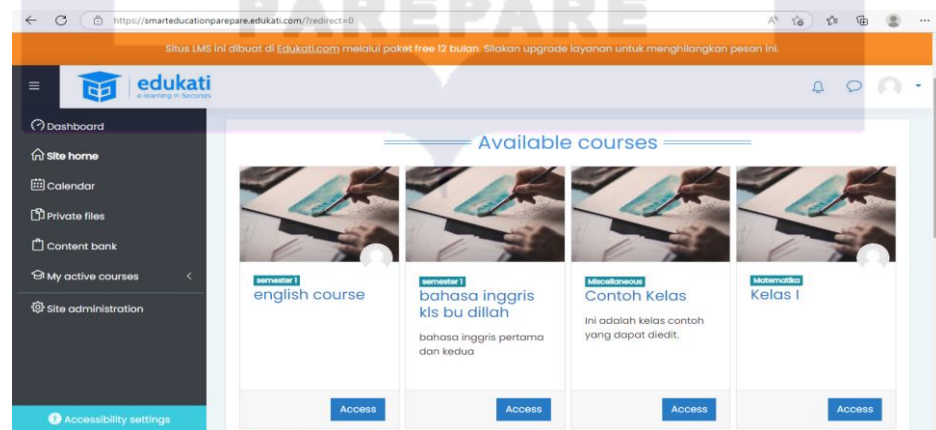 PAREPARE
https://smarteducationparepare.edukati.com/?redirect=0
Situs LMS ini dibuat di Edukati.com melalui paket free 12 bulan. Silakan upgrade layanan untuk menghilangkan pesan ini.
edukati
e-learning in Seconds
Dashboard
Site home
Calendar
Private files
Content bank
My active courses
Site administration
Accessibility settings
Available courses
semester 1
english course
Access
semester 1
bahasa inggris
kls bu dillah
bahasa inggris pertama
dan kedua
Access
Miscellaneous
Contoh Kelas
Ini adalah kelas contoh
yang dapat diedit.
Access
Matematika
Kelas I
Access